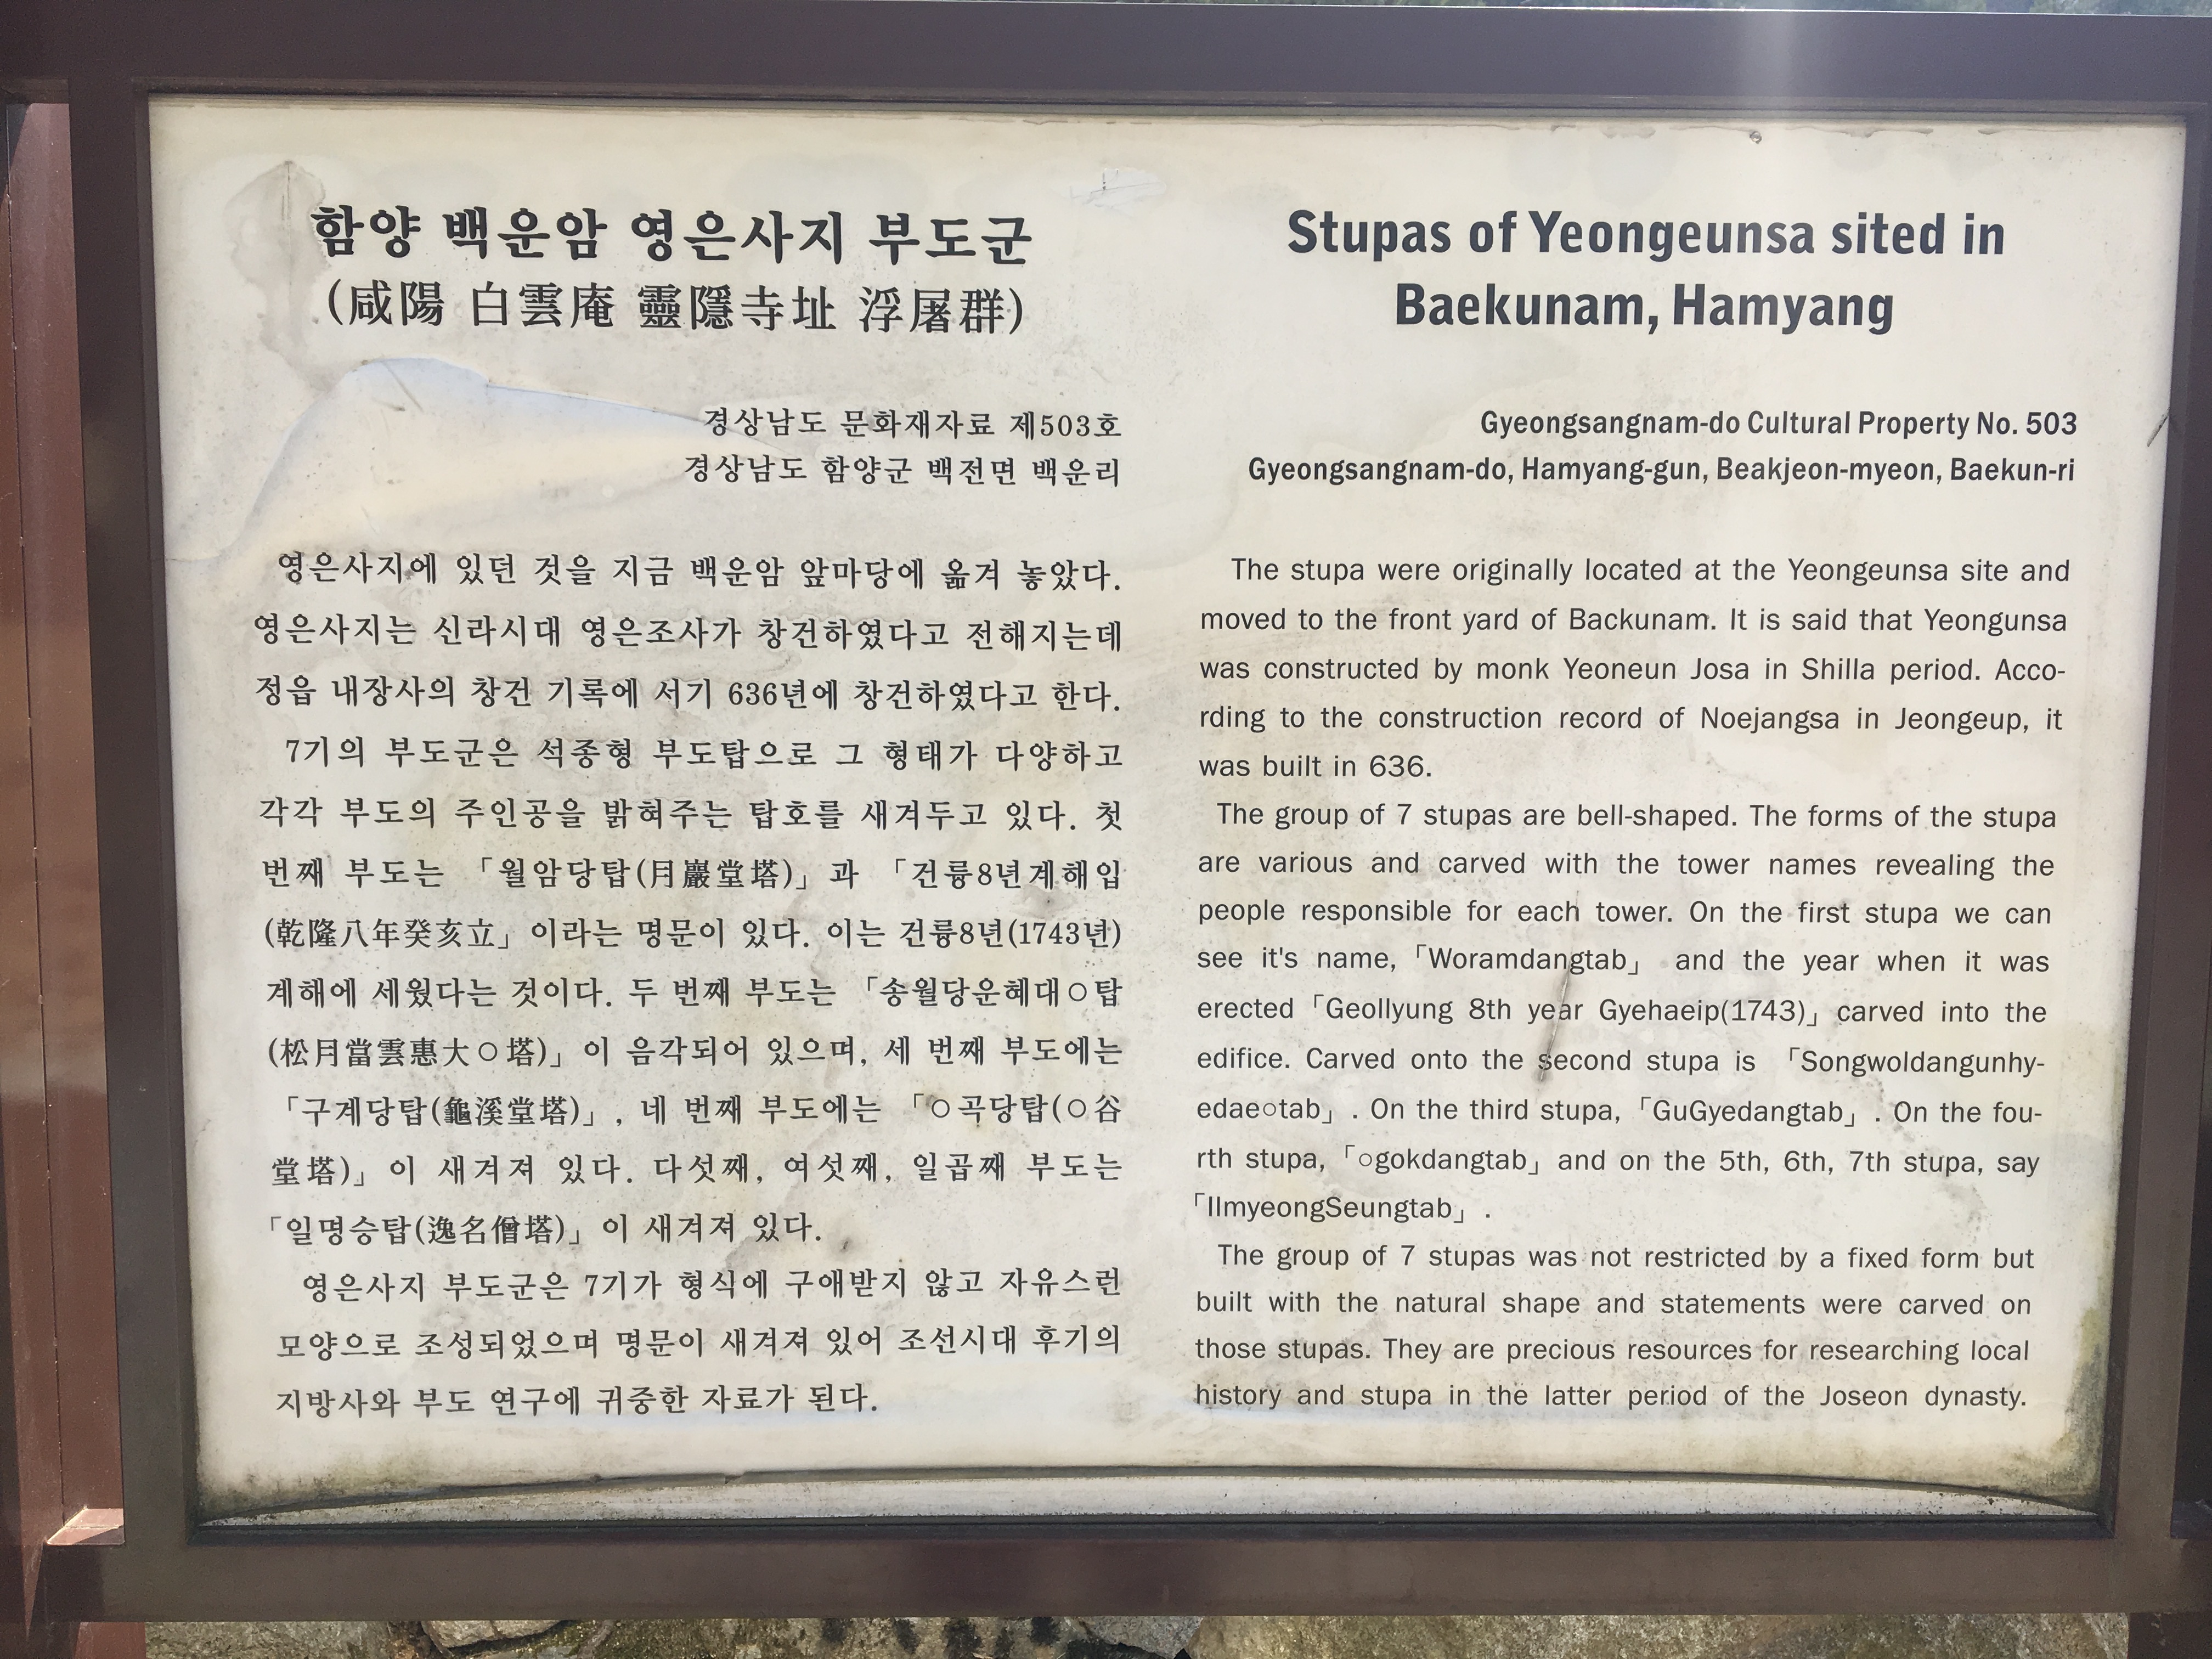 함양 백운암 영은사지 부도군
(咸陽 白雲庵 靈隱寺址 浮屠群)
경상남도 문화재자료 제503호
경상남도 함양군 백전면 백운리
영은사지에 있던 것을 지금 백운암 앞마당에 옮겨 놓았다.
영은사지는 신라시대 영은조사가 창건하였다고 전해지는데
정읍 내장사의 창건 기록에 서기 636년에 창건하였다고 한다.
7기의 부도군은 석종형 부도탑으로 그 형태가 다양하고
각각 부도의 주인공을 밝혀주는 탑호를 새겨두고 있다. 첫
번째 부도는 「월암당탑(月巖堂塔)」과 「건륭8년계해입
(乾隆八年癸亥立」이라는 명문이 있다. 이는 건륭8년(1743년)
계해에 세웠다는 것이다. 두 번째 부도는 「송월당운혜대○탑
(松月當雲惠大○塔)」이 음각되어 있으며, 세 번째 부도에는
「구계당탑(龜溪堂塔)」, 네 번째 부도에는 「○곡당탑(○谷
堂塔)」이 새겨져 있다. 다섯째, 여섯째, 일곱째 부도는
「일명승탑(逸名僧塔)」이 새겨져 있다.
영은사지 부도군은 7기가 형식에 구애받지 않고 자유스런
모양으로 조성되었으며 명문이 새겨져 있어 조선시대 후기의
지방사와 부도 연구에 귀중한 자료가 된다.
Stupas of Yeongeunsa sited in
Baekunam, Hamyang
Gyeongsangnam-do Cultural Property No. 503
Gyeongsangnam-do, Hamyang-gun, Beakjeon-myeon, Baekun-ri
The stupa were originally located at the Yeongeunsa site and
moved to the front yard of Backunam. It is said that Yeongunsa
was constructed by monk Yeoneun Josa in Shilla period. Acco-
rding to the construction record of Noejangsa in Jeongeup, it
was built in 636.
The group of 7 stupas are bell-shaped. The forms of the stupa
are various and carved with the tower names revealing the
people responsible for each tower. On the first stupa we can
see it's name, 「Woramdangtab」 and the year when it was
erected 「Geollyung 8th year Gyehaeip(1743)」 carved into the
edifice. Carved onto the second stupa is 「Songwoldangunhy-
edae○tab」. On the third stupa, 「GuGyedangtab」. On the fou-
rth stupa, 「○gokdangtab」 and on the 5th, 6th, 7th stupa, say
「IlmyeongSeungtab」.
The group of 7 stupas was not restricted by a fixed form but
built with the natural shape and statements were carved on
those stupas. They are precious resources for researching local
history and stupa in the latter period of the Joseon dynasty.